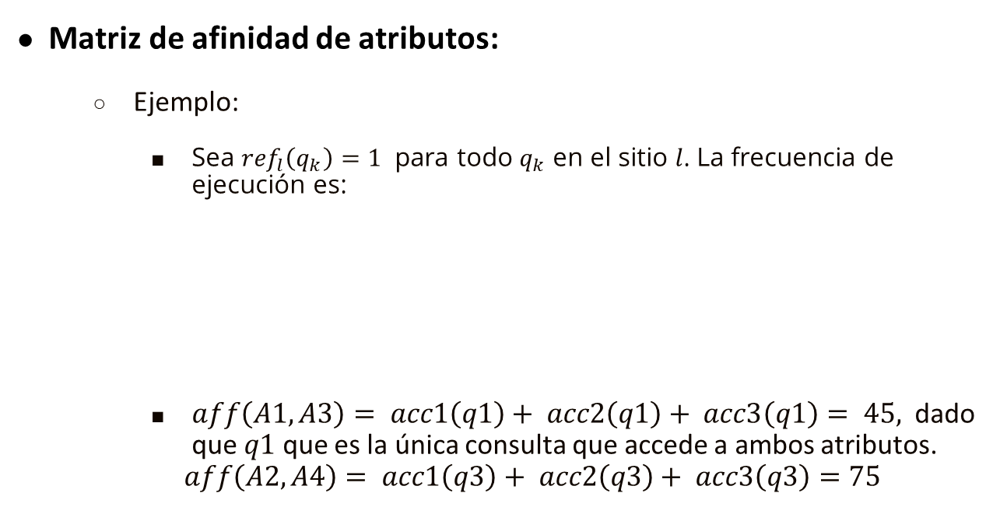 ● Matriz de afinidad de atributos:
○ Ejemplo:
■ Sea $ref_l(q_k) = 1$ para todo $q_k$ en el sitio $l$. La frecuencia de
ejecución es:
■ $aff(A1, A3) = acc1(q1) + acc2(q1) + acc3(q1) = 45$, dado
que $q1$ que es la única consulta que accede a ambos atributos.
$aff(A2, A4) = acc1(q3) + acc2(q3) + acc3(q3) = 75$